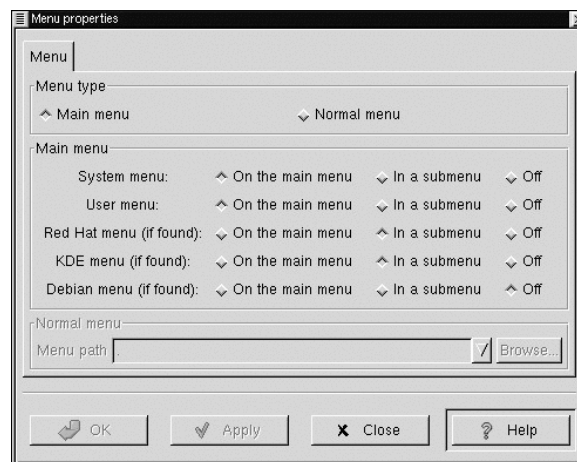 Menu properties
Menu
Menu type
Main menu
Normal menu
Main menu
System menu: On the main menu In a submenu Off
User menu: On the main menu In a submenu Off
Red Hat menu (if found): On the main menu In a submenu Off
KDE menu (if found): On the main menu In a submenu Off
Debian menu (if found): On the main menu In a submenu Off
Normal menu
Menu path . Browse...
OK Apply Close Help